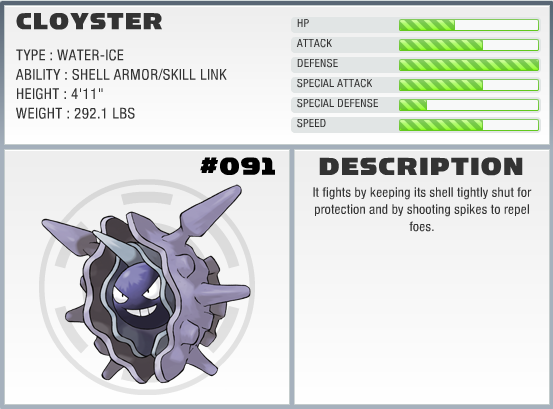 CLOYSTER
TYPE : WATER-ICE
ABILITY : SHELL ARMOR/SKILL LINK
HEIGHT : 4'11"
WEIGHT : 292.1 LBS
HP
ATTACK
DEFENSE
SPECIAL ATTACK
SPECIAL DEFENSE
SPEED
#091
DESCRIPTION
It fights by keeping its shell tightly shut for
protection and by shooting spikes to repel
foes.